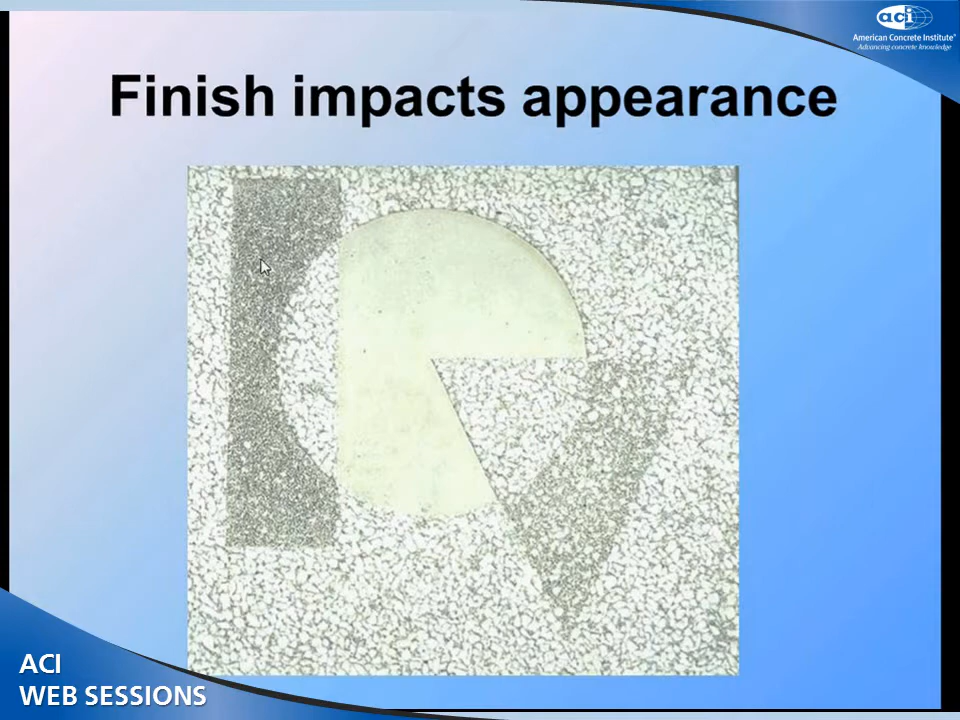 aci
American Concrete Institute®
Advancing concrete knowledge
Finish impacts appearance
ACI
WEB SESSIONS